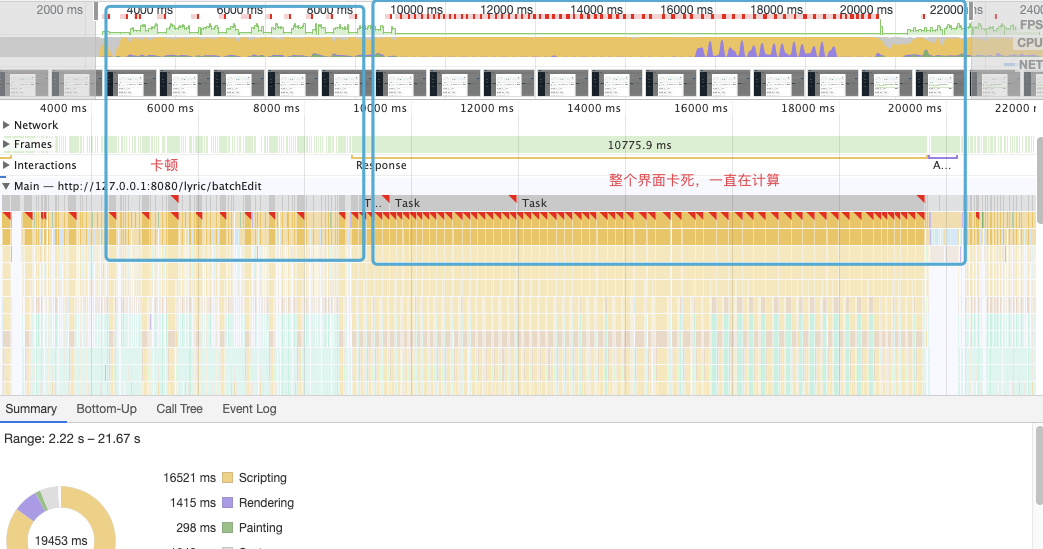 2000 ms 4000 ms 6000 ms 8000 ms 10000 ms 12000 ms 14000 ms 16000 ms 18000 ms 20000 ms 22000 ms 2400
FPS
CPU
NET
4000 ms 6000 ms 8000 ms 10000 ms 12000 ms 14000 ms 16000 ms 18000 ms 20000 ms 22000 r
Network
Frames 10775.9 ms
Interactions 卡顿 Response A...
整个界面卡死，一直在计算
Main — http://127.0.0.1:8080/lyric/batchEdit
T... Task Task
Summary Bottom-Up Call Tree Event Log
Range: 2.22 s – 21.67 s
16521 ms Scripting
1415 ms Rendering
298 ms Painting
19453 ms